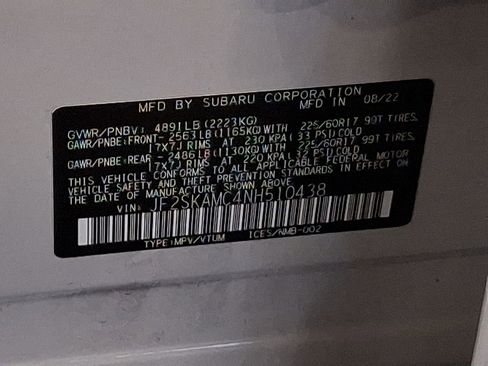 MFD BY SUBARU CORPORATION IN 08/22
GVWR/PNBV: 4891LB(2223KG)
GAWR/PNBE:FRONT- 2563LB(1165KG)WITH 225/60R17 99T TIRES.
17X7J RIMS AT 230 KPA( 33 PSI)COLD
GAWR/PNBE:REAR- 2486LB(1130KG)WITH 225/60R17 99T TIRES.
17X7J RIMS AT 220 KPA( 32 PSI)COLD
THIS VEHICLE CONFORMS TO ALL APPLICABLE FEDERAL MOTOR
VEHICLE SAFETY AND THEFT PREVENTION STANDARDS IN EFFECT ON
THE DATE OF MANUFACTURE SHOWN ABOVE.
VIN: JF2SKAMC4NH510438
TYPE:MPV/VTUM ICES/NMB-002